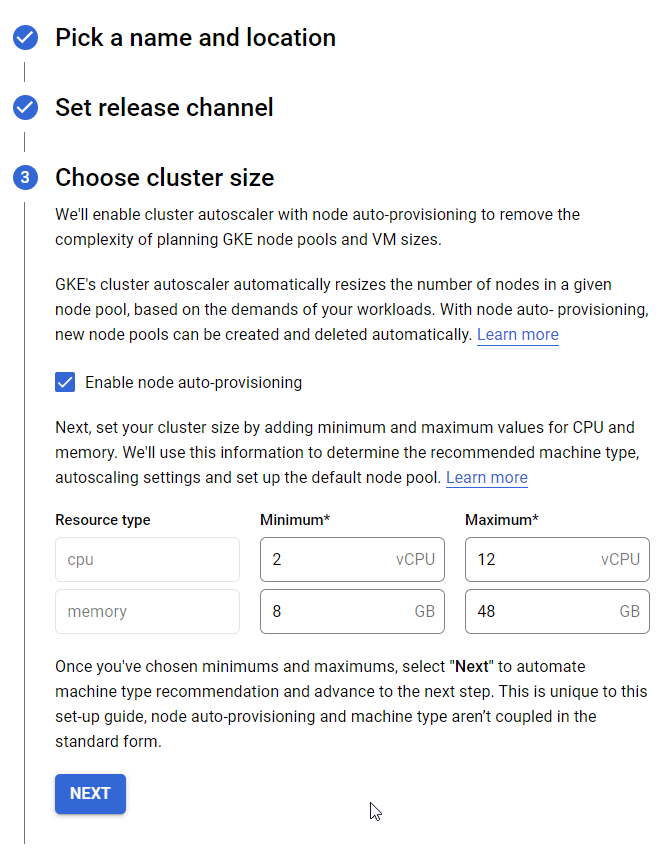 Pick a name and location
Set release channel
3 Choose cluster size
We'll enable cluster autoscaler with node auto-provisioning to remove the
complexity of planning GKE node pools and VM sizes.
GKE's cluster autoscaler automatically resizes the number of nodes in a given
node pool, based on the demands of your workloads. With node auto- provisioning,
new node pools can be created and deleted automatically. Learn more
Enable node auto-provisioning
Next, set your cluster size by adding minimum and maximum values for CPU and
memory. We'll use this information to determine the recommended machine type,
autoscaling settings and set up the default node pool. Learn more
Resource type Minimum* Maximum*
cpu 2 vCPU 12 vCPU
memory 8 GB 48 GB
Once you've chosen minimums and maximums, select "Next" to automate
machine type recommendation and advance to the next step. This is unique to this
set-up guide, node auto-provisioning and machine type aren’t coupled in the
standard form.
NEXT